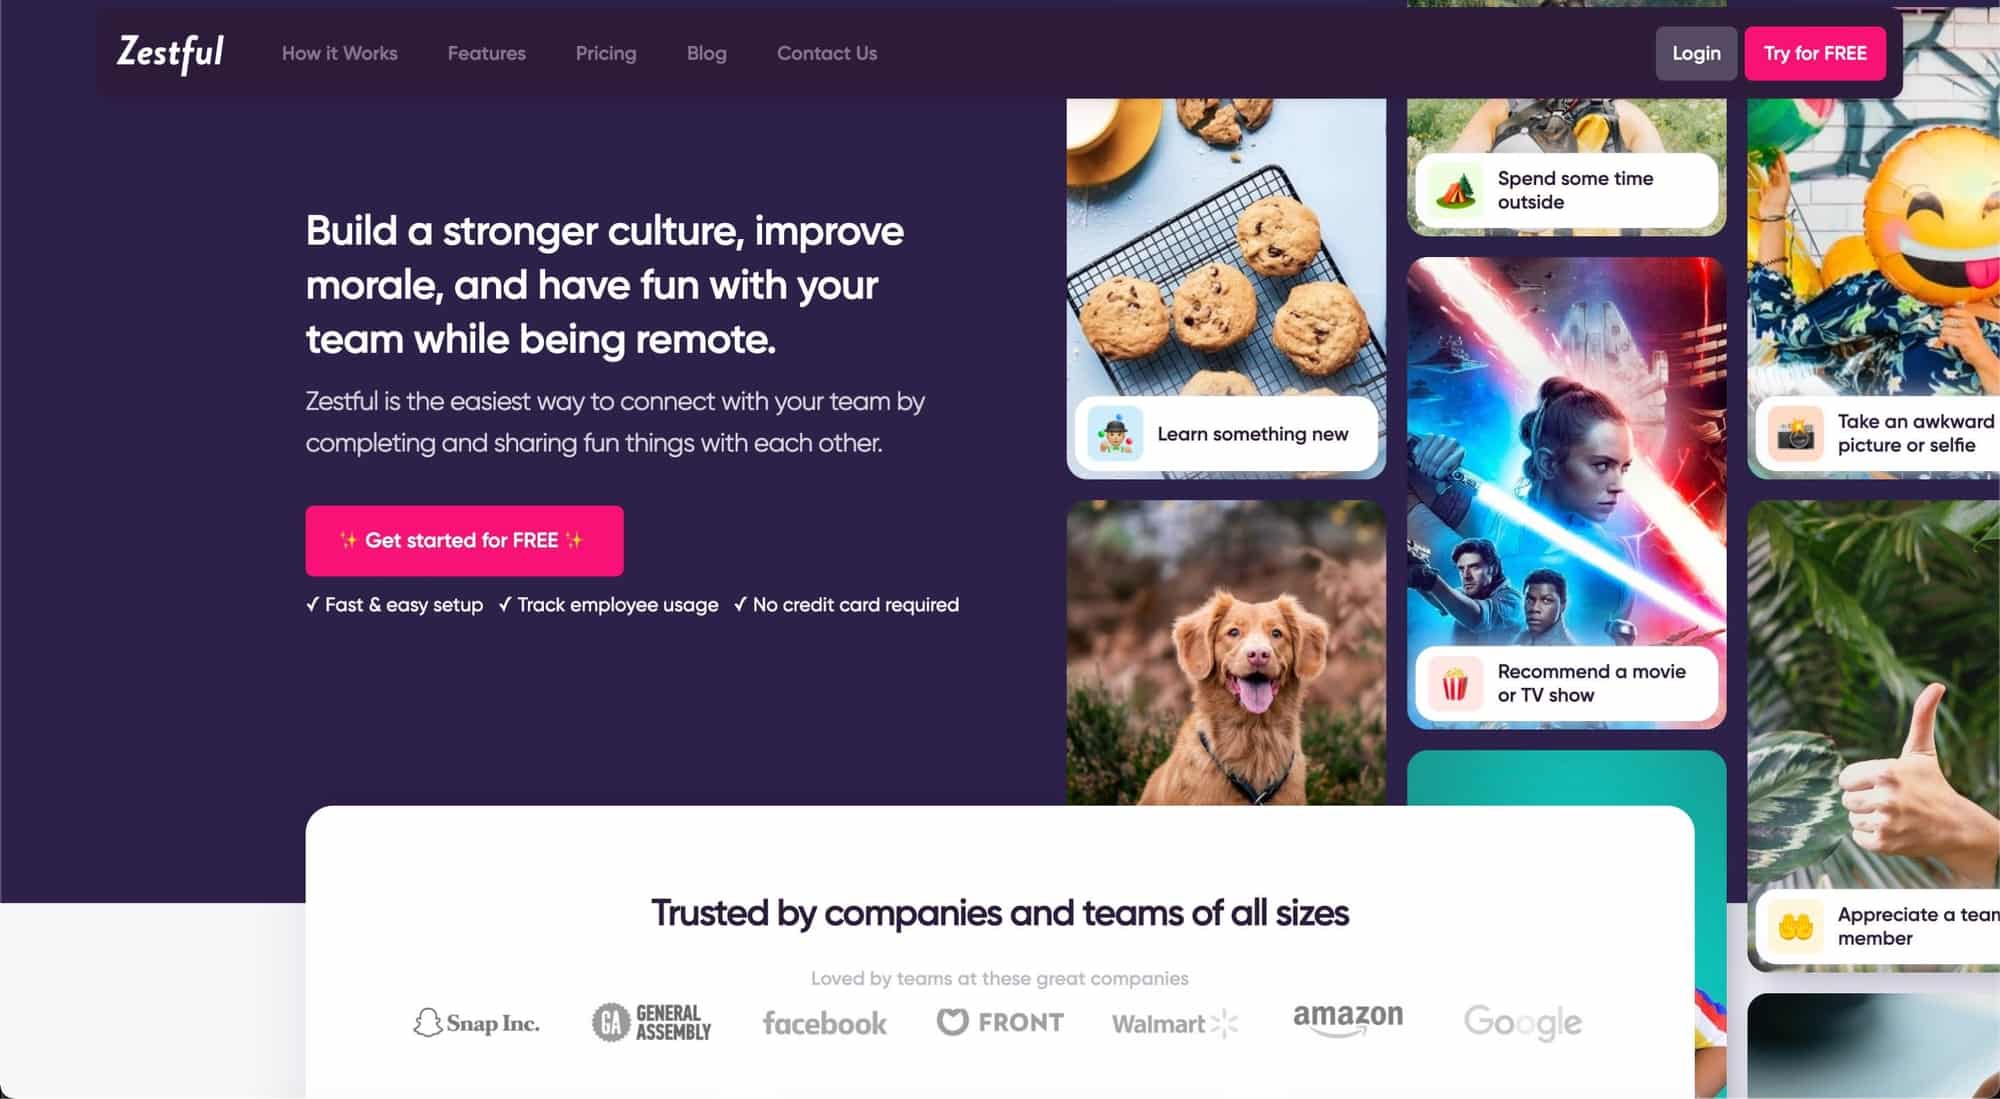 Zestful
How it Works
Features
Pricing
Blog
Contact Us
Login
Try for FREE
Build a stronger culture, improve
morale, and have fun with your
team while being remote.
Zestful is the easiest way to connect with your team by
completing and sharing fun things with each other.
✨ Get started for FREE ✨
✓ Fast & easy setup ✓ Track employee usage ✓ No credit card required
Learn something new
Spend some time
outside
Recommend a movie
or TV show
Take an awkward
picture or selfie
Appreciate a team
member
Trusted by companies and teams of all sizes
Loved by teams at these great companies
Snap Inc.
GA GENERAL
ASSEMBLY
facebook
FRONT
Walmart
amazon
Google